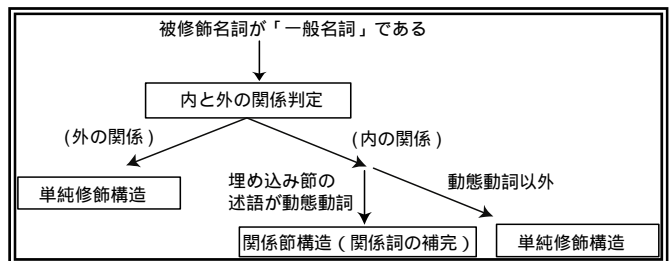 被修飾名詞が「一般名詞」である
内と外の関係判定
(外の関係)
(内の関係)
単純修飾構造
埋め込み節の
述語が動態動詞
動態動詞以外
関係節構造(関係詞の補完)
単純修飾構造